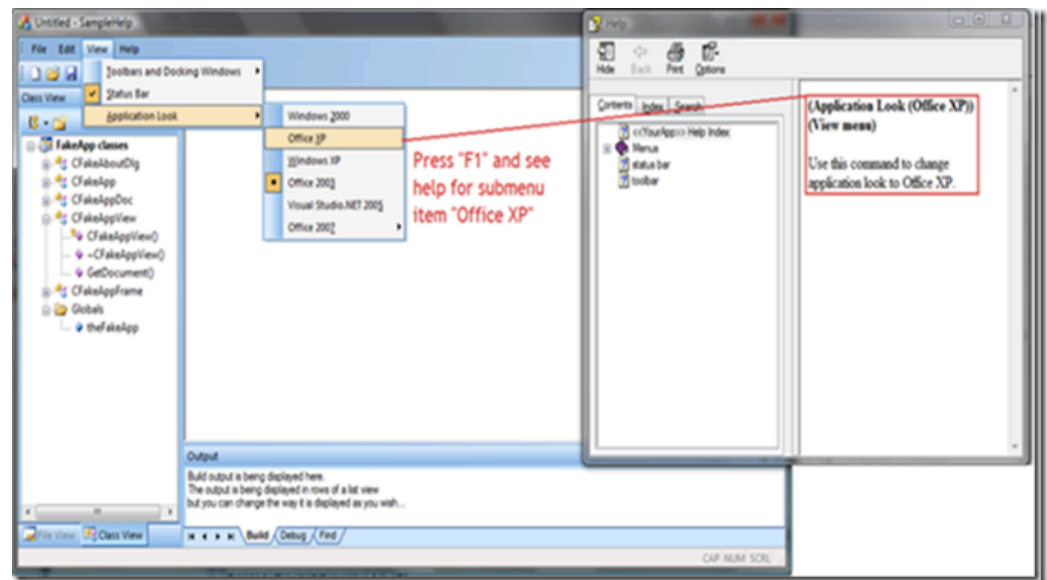 Untitled - SampleHelp
File Edit View Help
Toolbars and Docking Windows
Status Bar
Application Look
Windows 2000
Office XP
Windows XP
Office 2003
Visual Studio.NET 2005
Office 2007
Class View
FakeApp classes
CFakeAboutDlg
CFakeApp
CFakeAppDoc
CFakeAppView
CFakeAppView()
~CFakeAppView()
GetDocument()
CFakeAppFrame
Globals
theFakeApp
Press "F1" and see
help for submenu
item "Office XP"
Output
Build output is being displayed here.
The output is being displayed in rows of a list view
but you can change the way it is displayed as you wish...
File View Class View
Build Debug Find
CAP NUM SCRL
Help
Hide Back Print Options
Contents Index Search
<<YourApp>> Help Index
Menus
status bar
toolbar
(Application Look (Office XP))
(View menu)
Use this command to change
application look to Office XP.